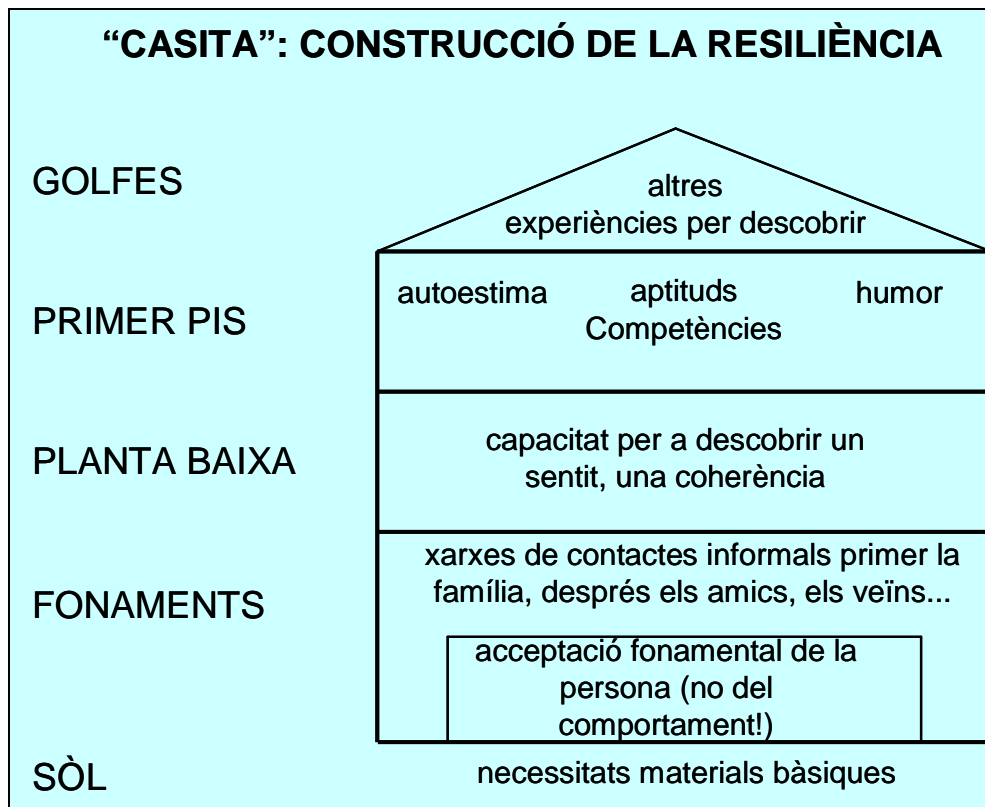 “CASITA”: CONSTRUCCIÓ DE LA RESILIÈNCIA
GOLFES
altres
experiències per descobrir
PRIMER PIS
autoestima
aptituds
Competències
humor
PLANTA BAIXA
capacitat per a descobrir un
sentit, una coherència
FONAMENTS
xarxes de contactes informals primer la
família, després els amics, els veïns...
acceptació fonamental de la
persona (no del
comportament!)
SÒL
necessitats materials bàsiques